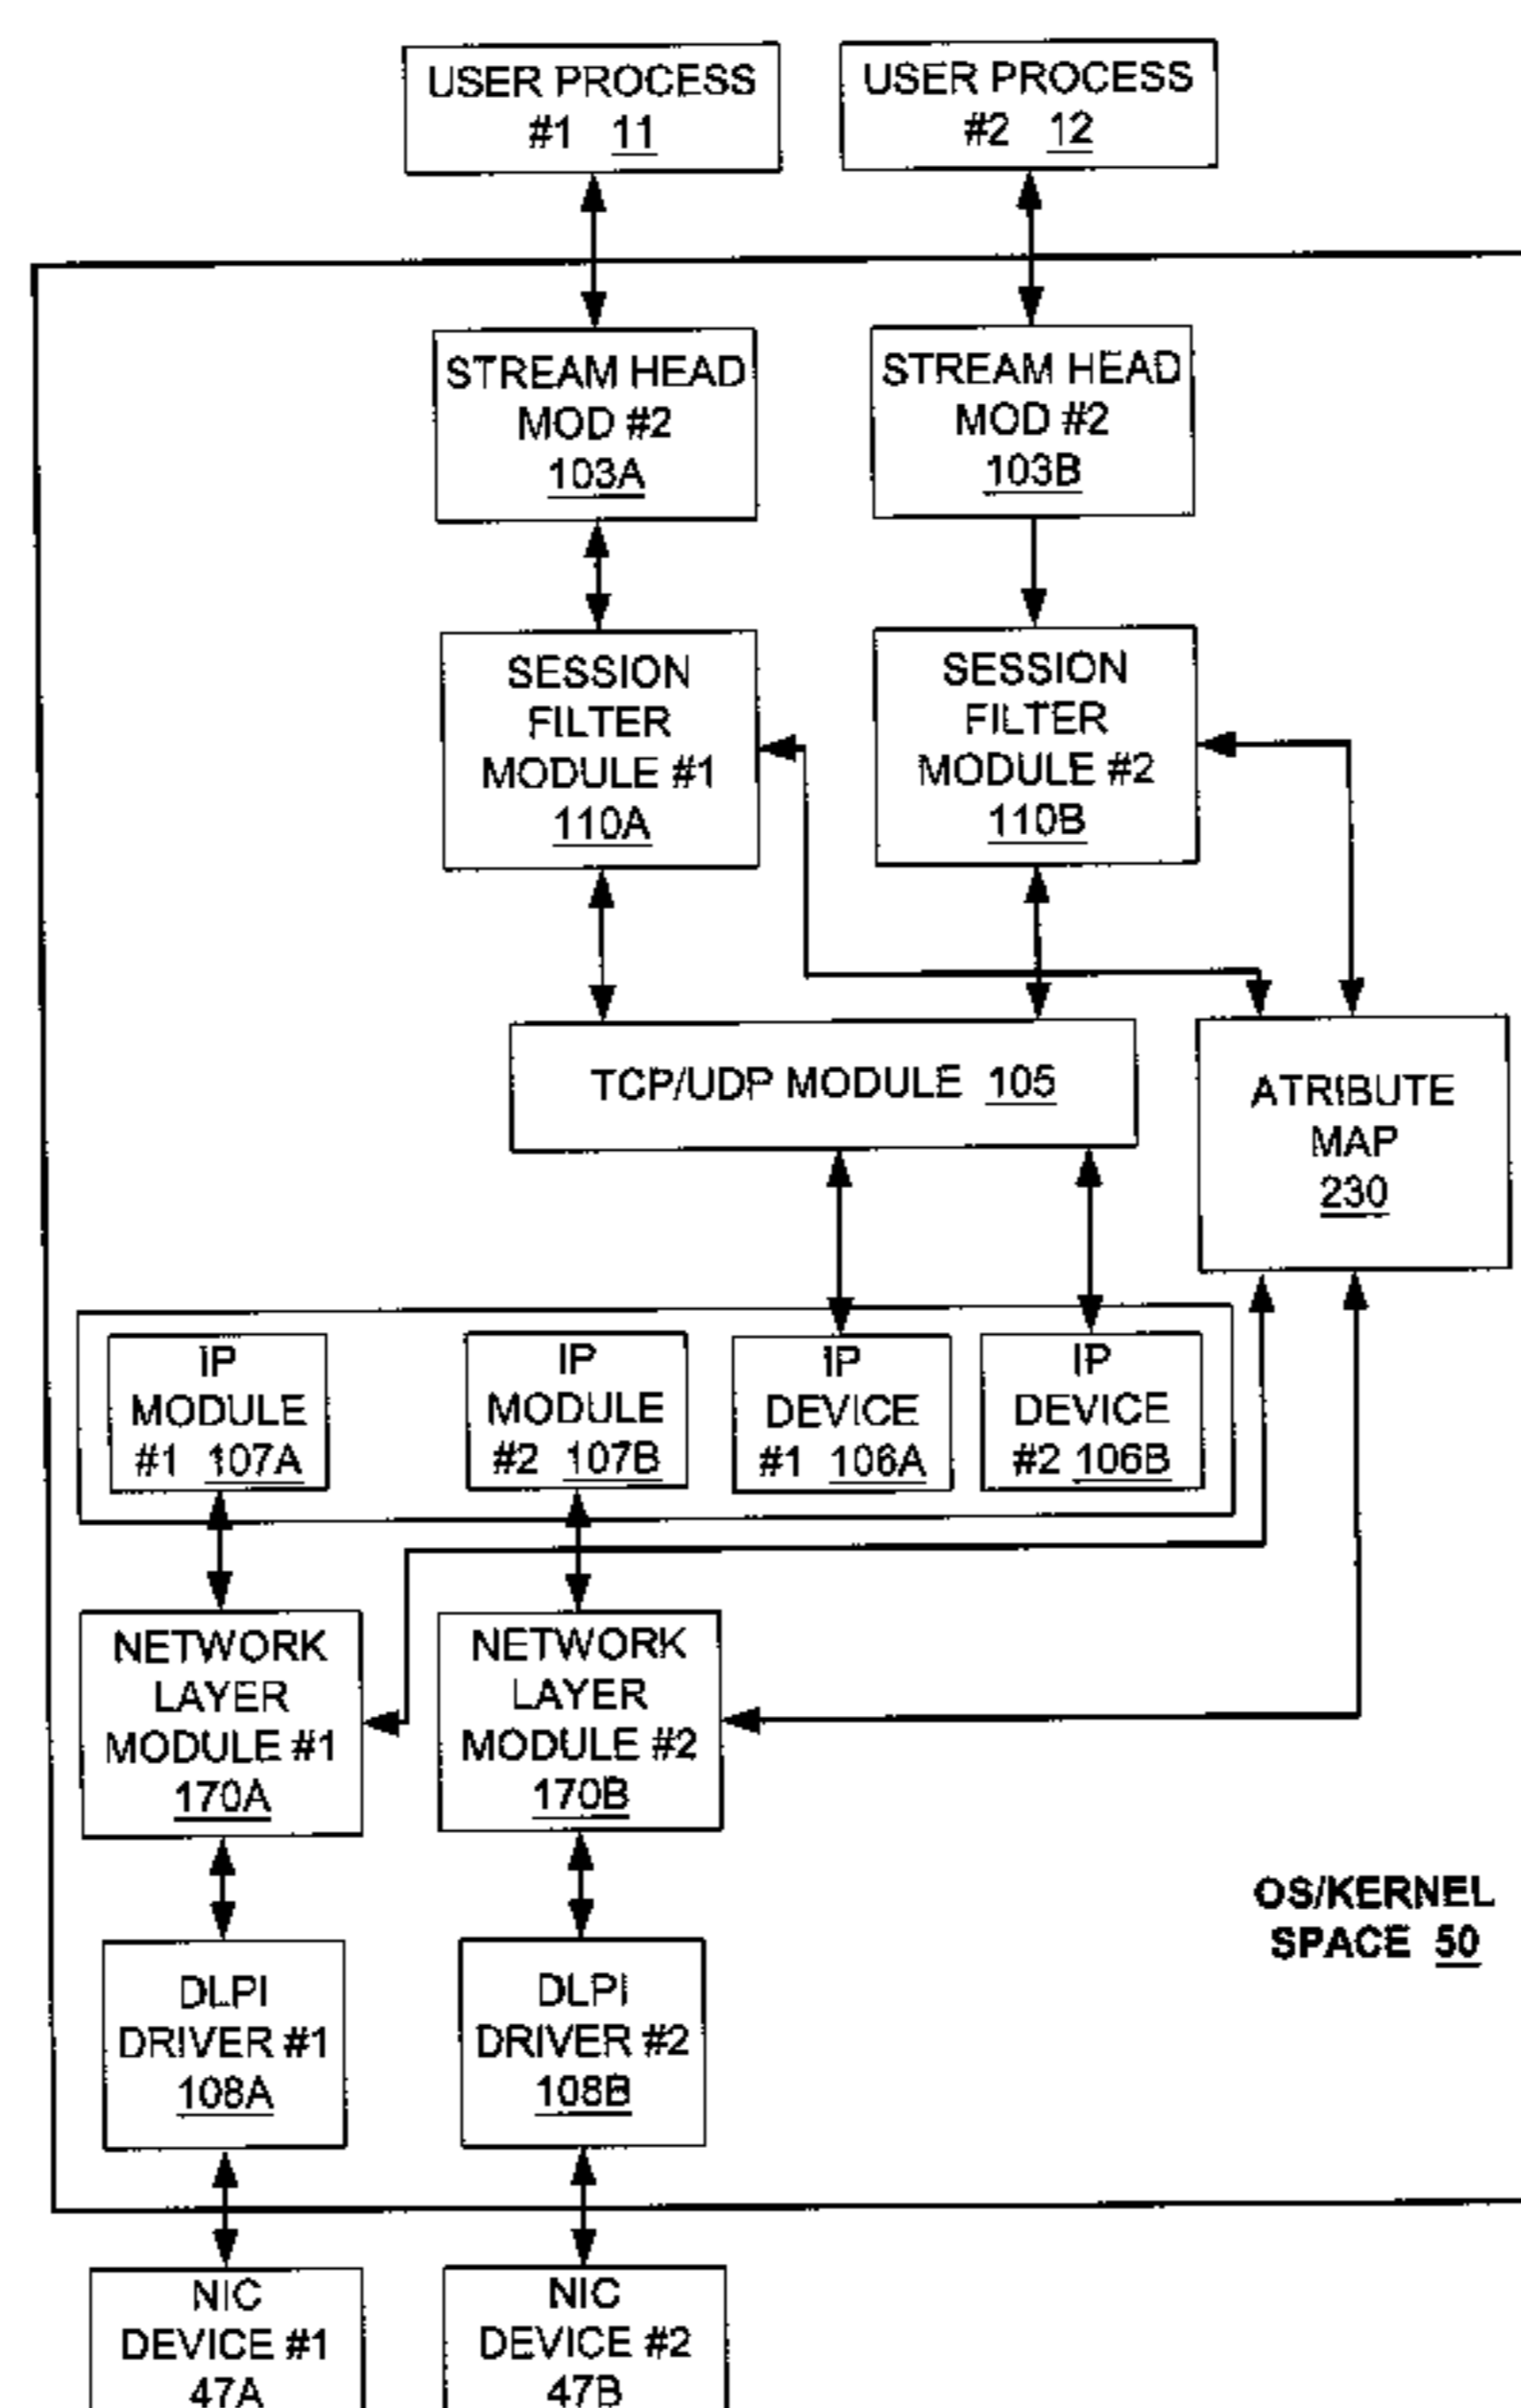 USER PROCESS
#1 11
USER PROCESS
#2 12
STREAM HEAD
MOD #2
103A
STREAM HEAD
MOD #2
103B
SESSION
FILTER
MODULE #1
110A
SESSION
FILTER
MODULE #2
110B
TCP/UDP MODULE 105
ATRIBUTE
MAP
230
IP
MODULE
#1 107A
IP
MODULE
#2 107B
IP
DEVICE
#1 106A
IP
DEVICE
#2 106B
NETWORK
LAYER
MODULE #1
170A
NETWORK
LAYER
MODULE #2
170B
OS/KERNEL
SPACE 50
DLPI
DRIVER #1
108A
DLPI
DRIVER #2
108B
NIC
DEVICE #1
47A
NIC
DEVICE #2
47B